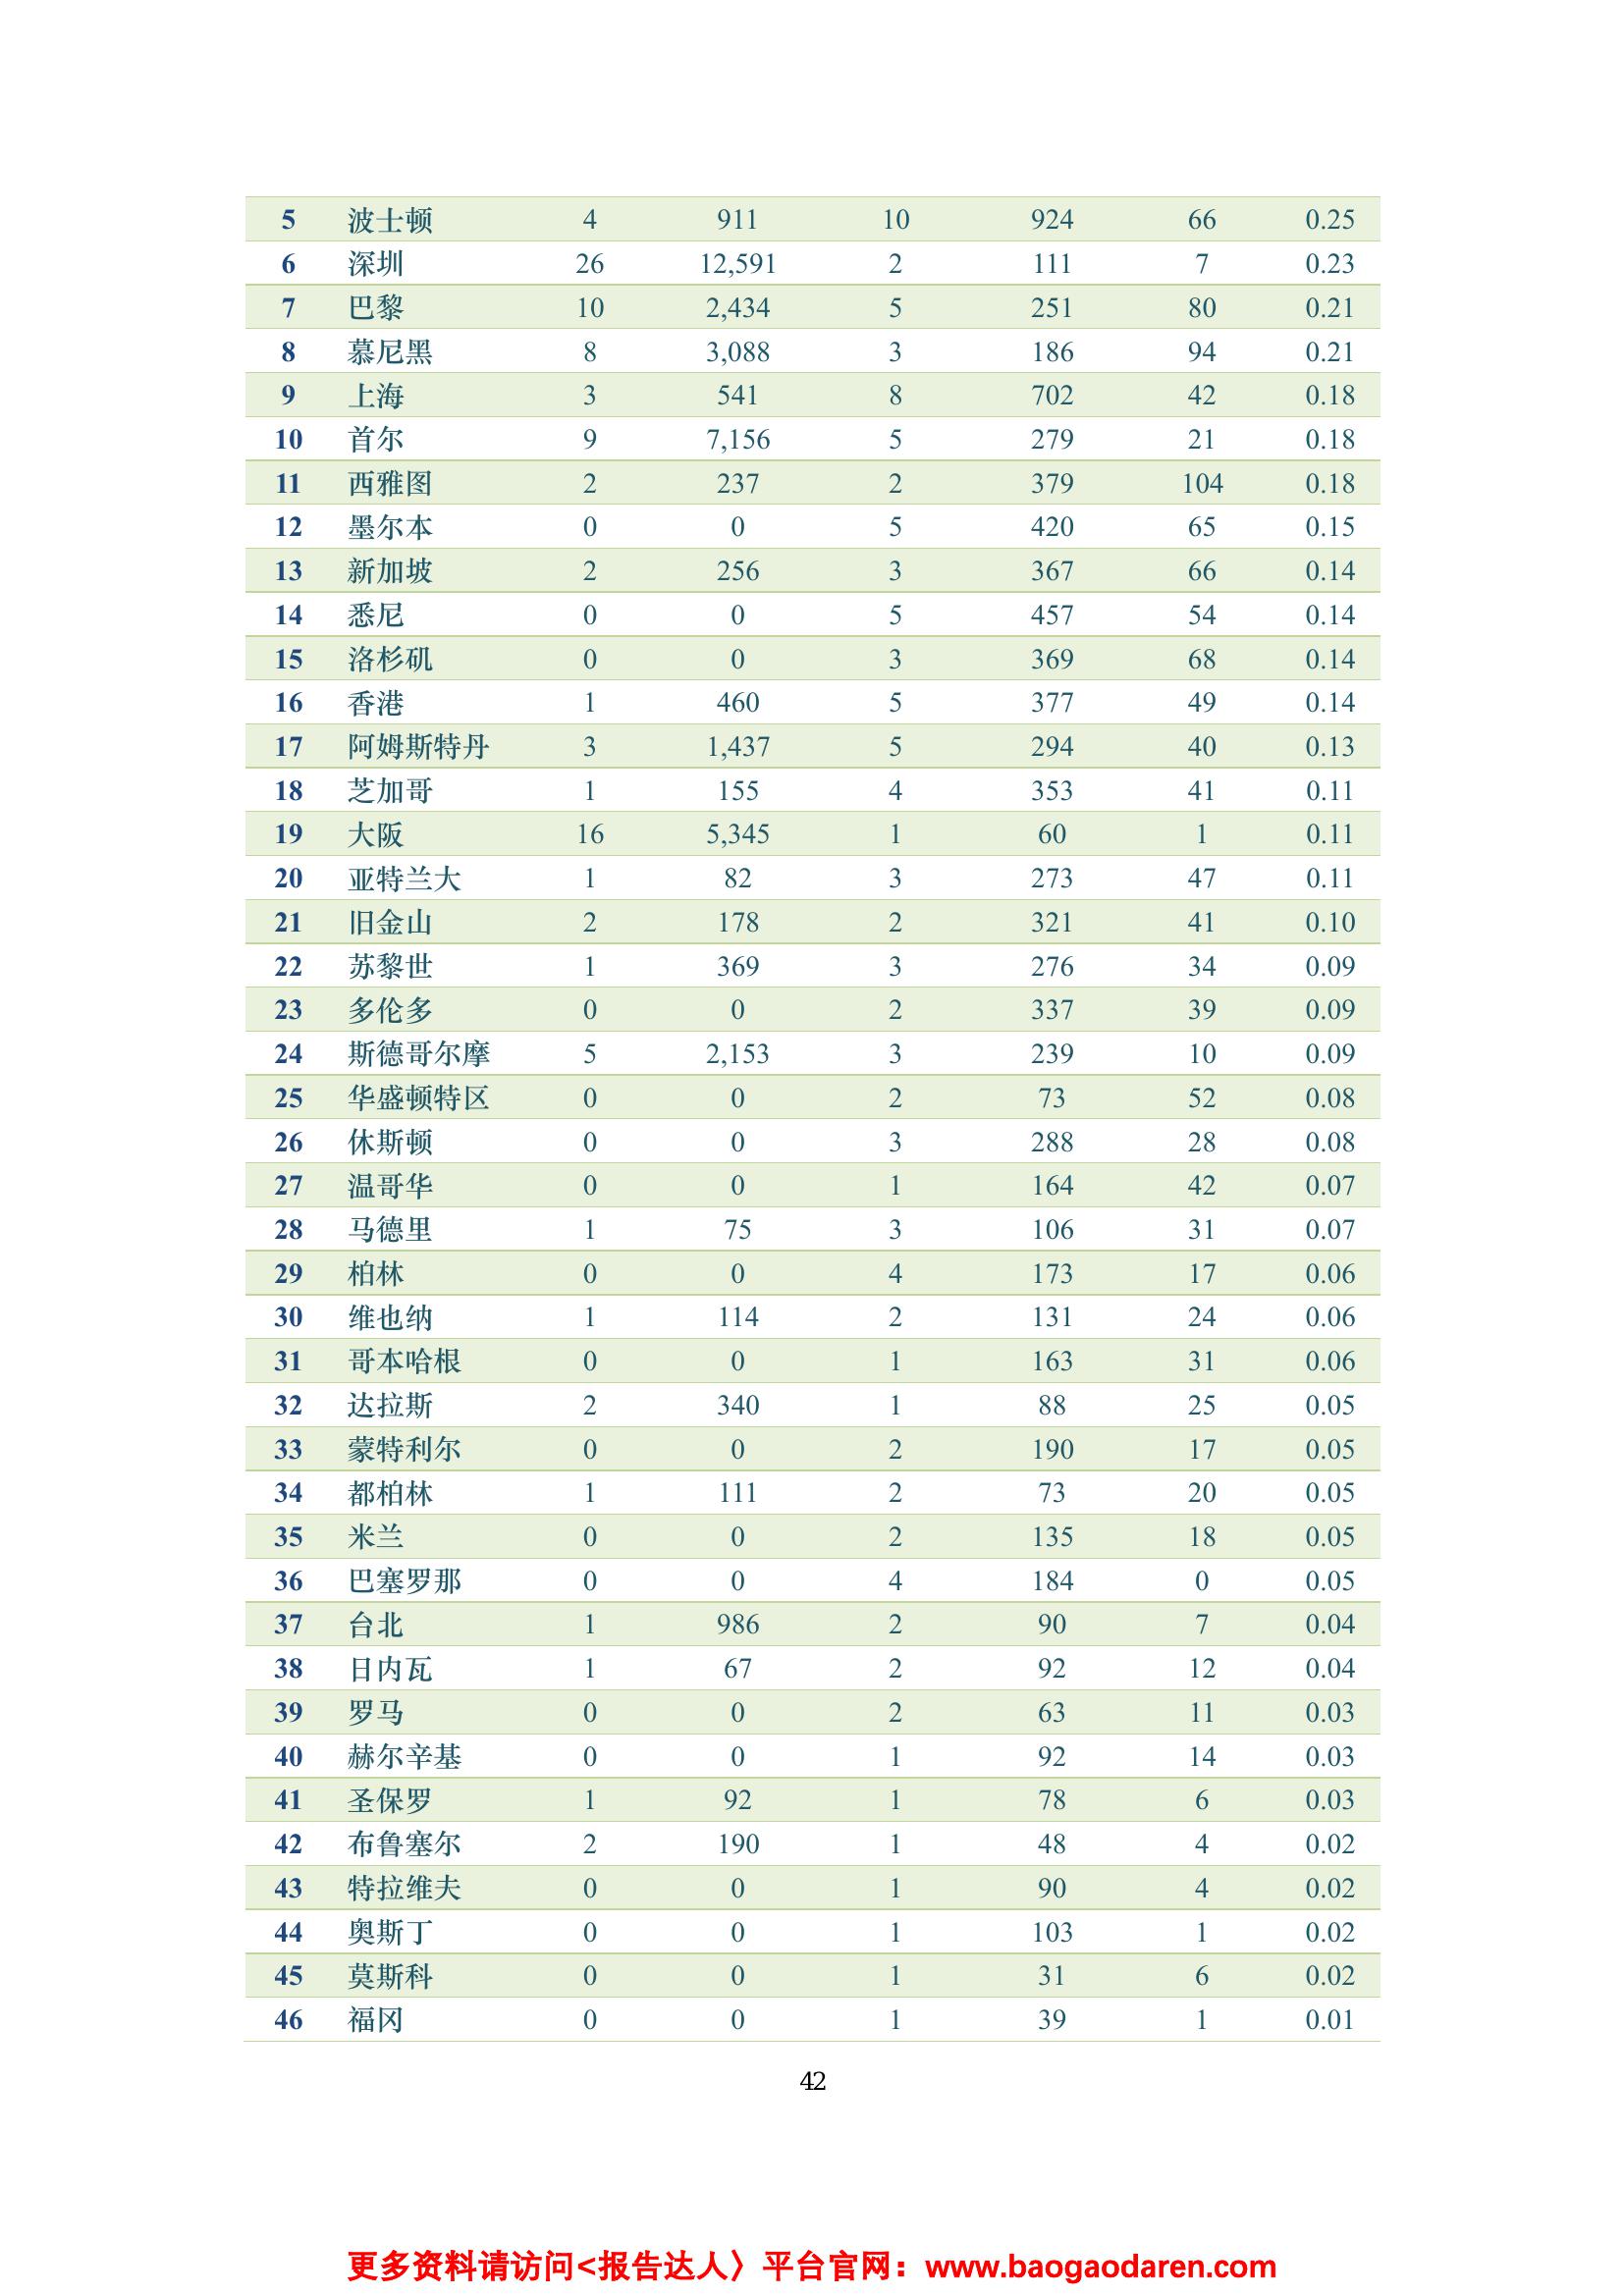 5 波士顿 4 911 10 924 66 0.25
6 深圳 26 12,591 2 111 7 0.23
7 巴黎 10 2,434 5 251 80 0.21
8 慕尼黑 8 3,088 3 186 94 0.21
9 上海 3 541 8 702 42 0.18
10 首尔 9 7,156 5 279 21 0.18
11 西雅图 2 237 2 379 104 0.18
12 墨尔本 0 0 5 420 65 0.15
13 新加坡 2 256 3 367 66 0.14
14 悉尼 0 0 5 457 54 0.14
15 洛杉矶 0 0 3 369 68 0.14
16 香港 1 460 5 377 49 0.14
17 阿姆斯特丹 3 1,437 5 294 40 0.13
18 芝加哥 1 155 4 353 41 0.11
19 大阪 16 5,345 1 60 1 0.11
20 亚特兰大 1 82 3 273 47 0.11
21 旧金山 2 178 2 321 41 0.10
22 苏黎世 1 369 3 276 34 0.09
23 多伦多 0 0 2 337 39 0.09
24 斯德哥尔摩 5 2,153 3 239 10 0.09
25 华盛顿特区 0 0 2 73 52 0.08
26 休斯顿 0 0 3 288 28 0.08
27 温哥华 0 0 1 164 42 0.07
28 马德里 1 75 3 106 31 0.07
29 柏林 0 0 4 173 17 0.06
30 维也纳 1 114 2 131 24 0.06
31 哥本哈根 0 0 1 163 31 0.06
32 达拉斯 2 340 1 88 25 0.05
33 蒙特利尔 0 0 2 190 17 0.05
34 都柏林 1 111 2 73 20 0.05
35 米兰 0 0 2 135 18 0.05
36 巴塞罗那 0 0 4 184 0 0.05
37 台北 1 986 2 90 7 0.04
38 日内瓦 1 67 2 92 12 0.04
39 罗马 0 0 2 63 11 0.03
40 赫尔辛基 0 0 1 92 14 0.03
41 圣保罗 1 92 1 78 6 0.03
42 布鲁塞尔 2 190 1 48 4 0.02
43 特拉维夫 0 0 1 90 4 0.02
44 奥斯丁 0 0 1 103 1 0.02
45 莫斯科 0 0 1 31 6 0.02
46 福冈 0 0 1 39 1 0.01
42
更多资料请访问<报告达人〉平台官网：www.baogaodaren.com